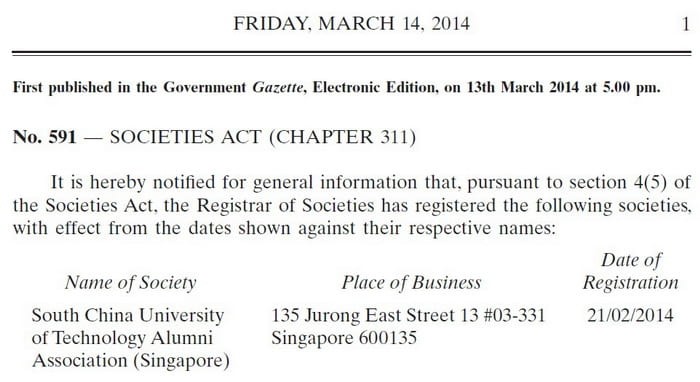 FRIDAY, MARCH 14, 2014 1
First published in the Government Gazette, Electronic Edition, on 13th March 2014 at 5.00 pm.
No. 591 — SOCIETIES ACT (CHAPTER 311)
It is hereby notified for general information that, pursuant to section 4(5) of
the Societies Act, the Registrar of Societies has registered the following societies,
with effect from the dates shown against their respective names:
Date of
Name of Society Place of Business Registration
South China University 135 Jurong East Street 13 #03-331 21/02/2014
of Technology Alumni Singapore 600135
Association (Singapore)